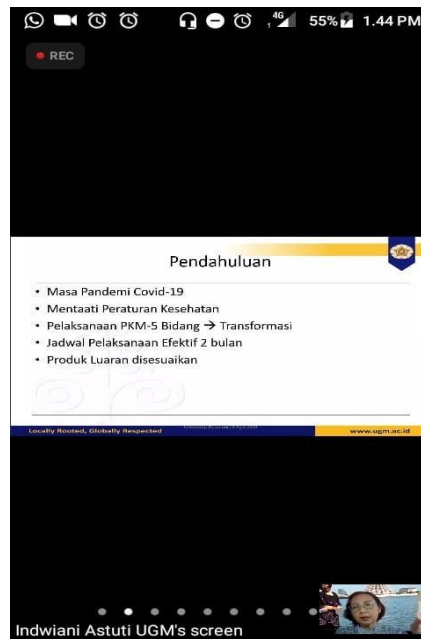 4G
1
55%
1.44 PM
REC
Pendahuluan
• Masa Pandemi Covid-19
• Mentaati Peraturan Kesehatan
• Pelaksanaan PKM-5 Bidang → Transformasi
• Jadwal Pelaksanaan Efektif 2 bulan
• Produk Luaran disesuaikan
Locally Rooted, Globally Respected
www.ugm.ac.id
Indwiani Astuti UGM's screen